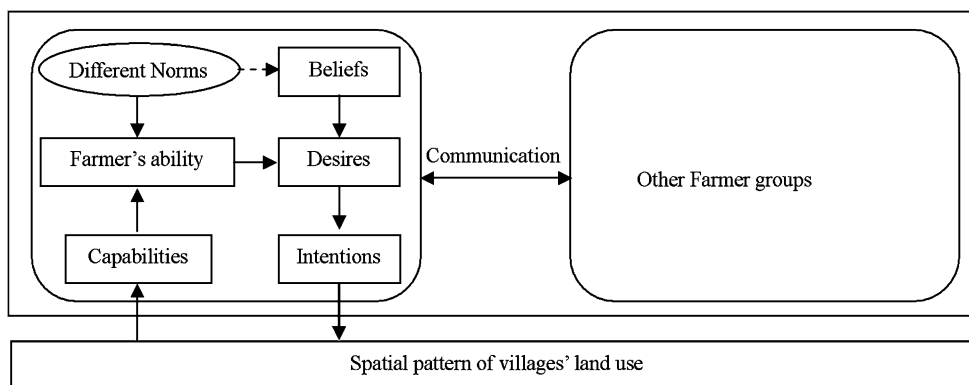 Different Norms
Beliefs
Farmer's ability
Desires
Communication
Other Farmer groups
Capabilities
Intentions
Spatial pattern of villages' land use